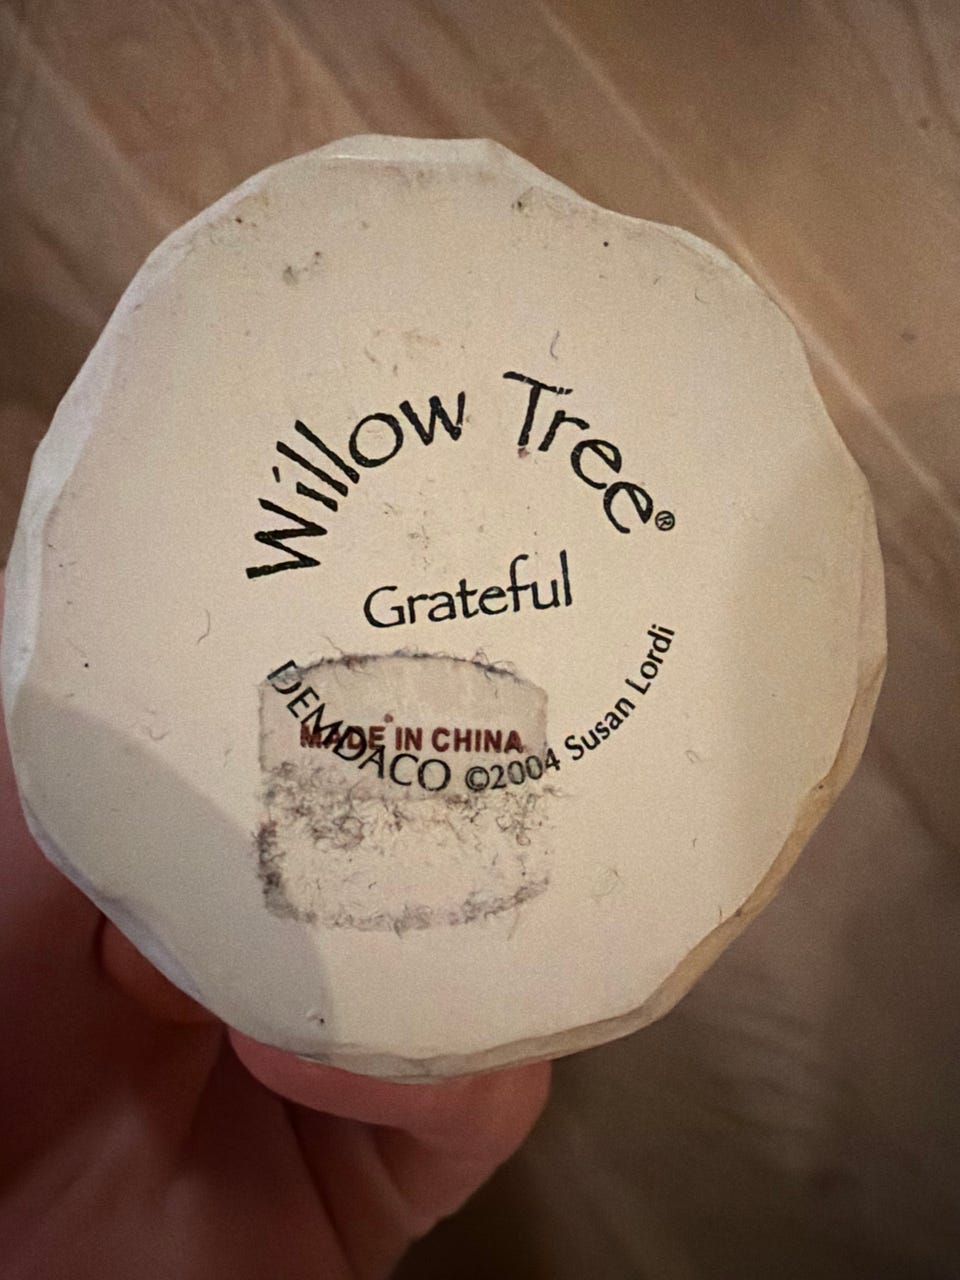 Willow Tree®
Grateful
MADE IN CHINA
DEMDACO ©2004 Susan Lordi